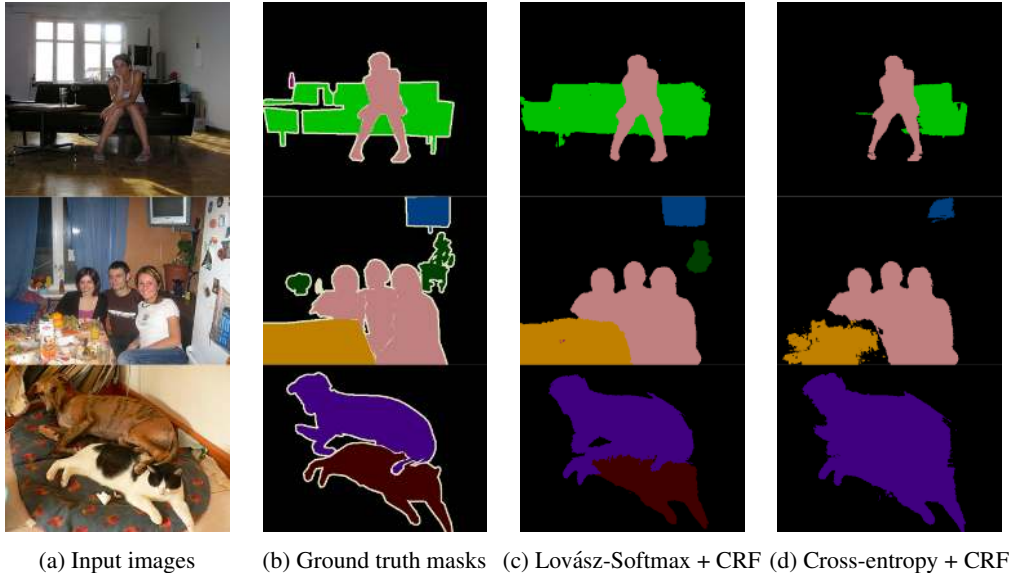 (a) Input images
(b) Ground truth masks
(c) Lovász-Softmax + CRF
(d) Cross-entropy + CRF